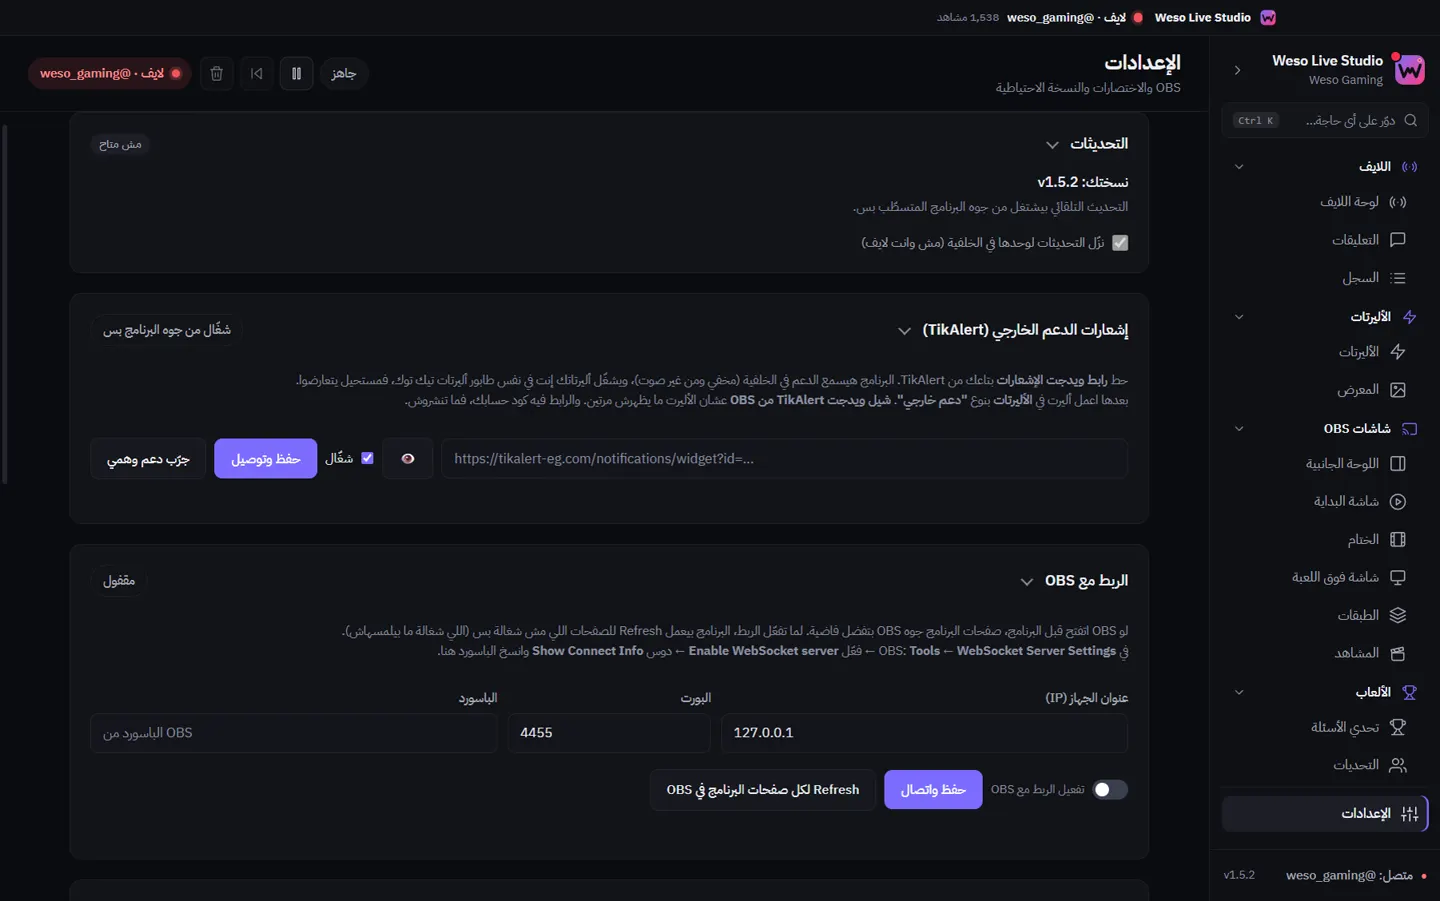 Weso Live Studio
لايف · @weso_gaming
1,538 مشاهد
Weso Live Studio
Weso Gaming
دوّر على أي حاجة...
Ctrl K
اللايف
لوحة اللايف
التعليقات
السجل
الأليرتات
الأليرتات
المعرض
شاشات OBS
اللوحة الجانبية
شاشة البداية
الختام
شاشة فوق اللعبة
الطبقات
المشاهد
الألعاب
تحدي الأسئلة
التحديات
الإعدادات
متصل: @weso_gaming
v1.5.2
الإعدادات
OBS والاختصارات والنسخة الاحتياطية
جاهز
لايف · @weso_gaming
التحديثات
مش متاح
نسختك: v1.5.2
التحديث التلقائي بيشتغل من جوه البرنامج المتسطّب بس.
نزّل التحديثات لوحدها في الخلفية (مش وانت لايف)
إشعارات الدعم الخارجي (TikAlert)
شغّال من جوه البرنامج بس
حط رابط ويدجت الإشعارات بتاعك من TikAlert. البرنامج هيسمع الدعم في الخلفية (مخفي ومن غير صوت)، ويشغّل أليرتاتك إنت في نفس طابور أليرتات تيك توك، فمستحيل يتعارضوا.
بعدها اعمل أليرت في الأليرتات بنوع "دعم خارجي". شيل ويدجت TikAlert من OBS عشان الأليرت ما يظهرش مرتين. والرابط فيه كود حسابك، فما تنشروش.
https://tikalert-eg.com/notifications/widget?id=...
شغّال
حفظ وتوصيل
جرّب دعم وهمي
الربط مع OBS
مقفول
لو OBS اتفتح قبل البرنامج، صفحات البرنامج جوه OBS بتفضل فاضية. لما تفعّل الربط، البرنامج بيعمل Refresh للصفحات اللي مش شغالة بس (اللي شغالة ما بيلمسهاش).
في OBS: Tools ← WebSocket Server Settings ← فعّل Enable WebSocket server ← دوس Show Connect Info وانسخ الباسورد هنا.
عنوان الجهاز (IP)
البورت
الباسورد
127.0.0.1
4455
الباسورد من OBS
تفعيل الربط مع OBS
حفظ واتصال
Refresh لكل صفحات البرنامج في OBS